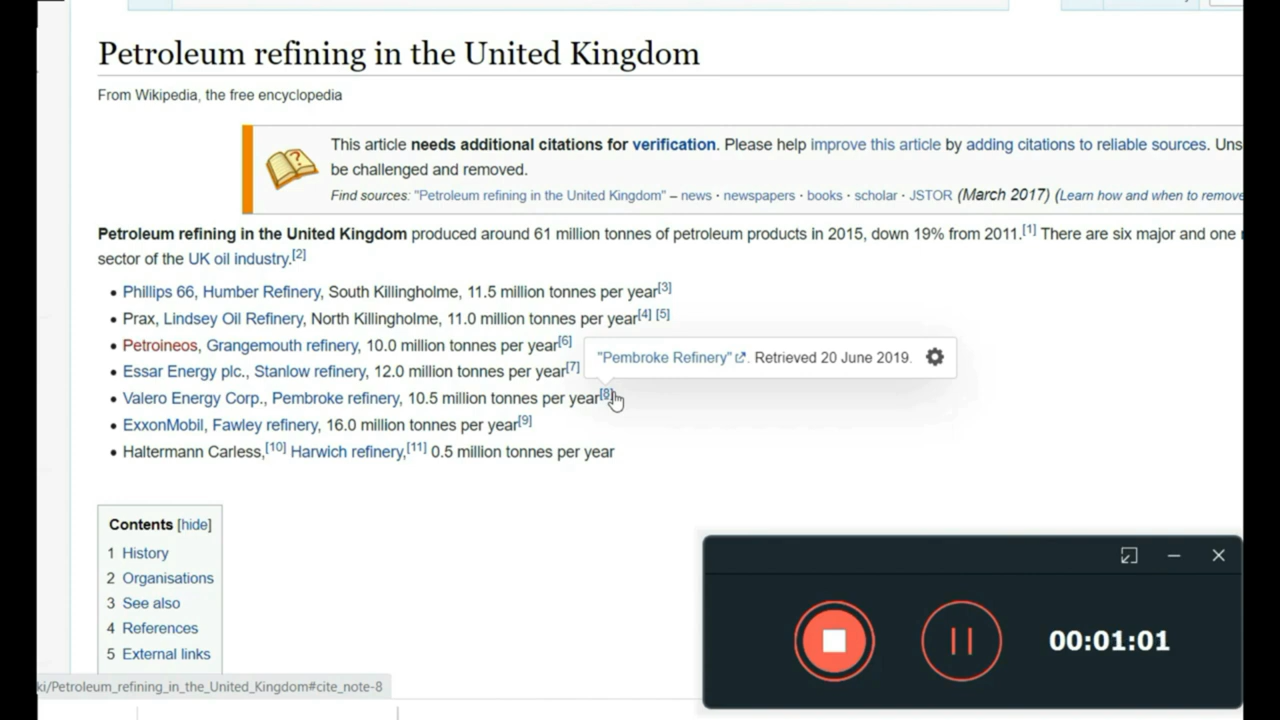 Petroleum refining in the United Kingdom
From Wikipedia, the free encyclopedia
This article needs additional citations for verification. Please help improve this article by adding citations to reliable sources. Uns
be challenged and removed.
Find sources: "Petroleum refining in the United Kingdom" – news · newspapers · books · scholar · JSTOR (March 2017) (Learn how and when to remove
Petroleum refining in the United Kingdom produced around 61 million tonnes of petroleum products in 2015, down 19% from 2011.[1] There are six major and one
sector of the UK oil industry.[2]
• Phillips 66, Humber Refinery, South Killingholme, 11.5 million tonnes per year[3]
• Prax, Lindsey Oil Refinery, North Killingholme, 11.0 million tonnes per year[4] [5]
• Petroineos, Grangemouth refinery, 10.0 million tonnes per year[6]
"Pembroke Refinery". Retrieved 20 June 2019.
• Essar Energy plc., Stanlow refinery, 12.0 million tonnes per year[7]
• Valero Energy Corp., Pembroke refinery, 10.5 million tonnes per year[8]
• ExxonMobil, Fawley refinery, 16.0 million tonnes per year[9]
• Haltermann Carless,[10] Harwich refinery,[11] 0.5 million tonnes per year
Contents [hide]
1 History
2 Organisations
3 See also
4 References
5 External links
00:01:01
ki/Petroleum_refining_in_the_United_Kingdom#cite_note-8